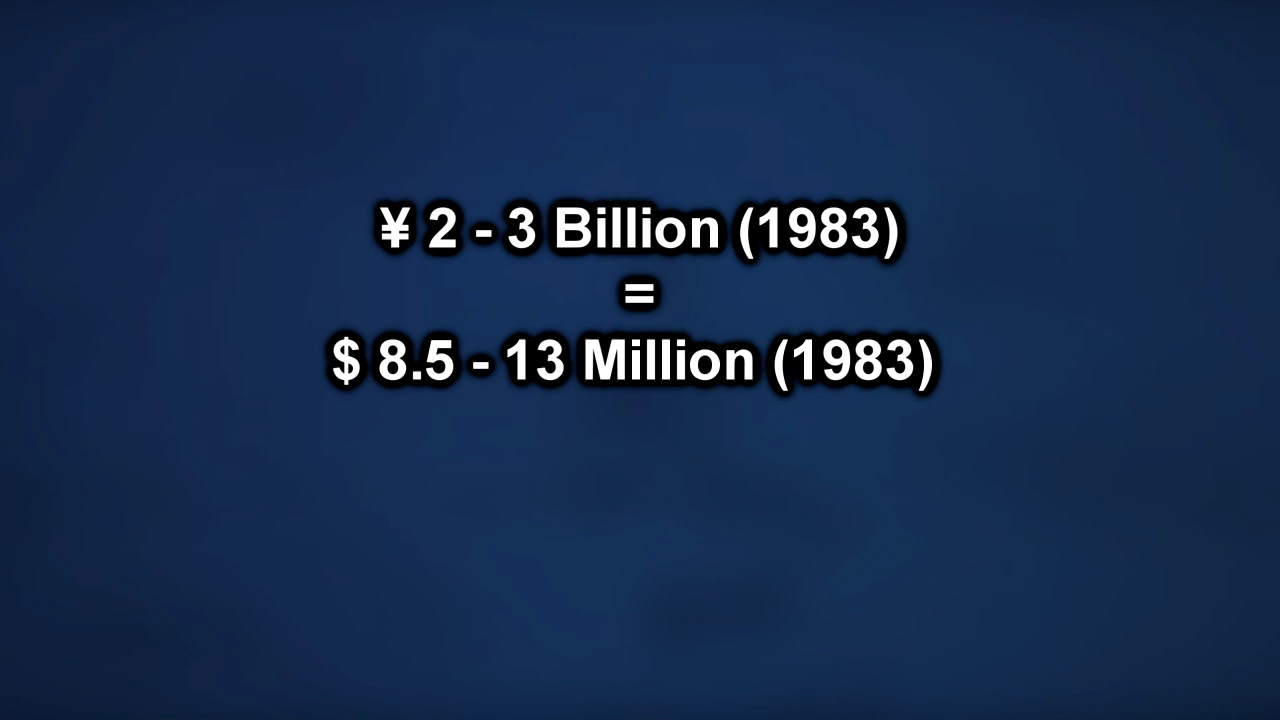 ¥ 2 - 3 Billion (1983)
=
$ 8.5 - 13 Million (1983)